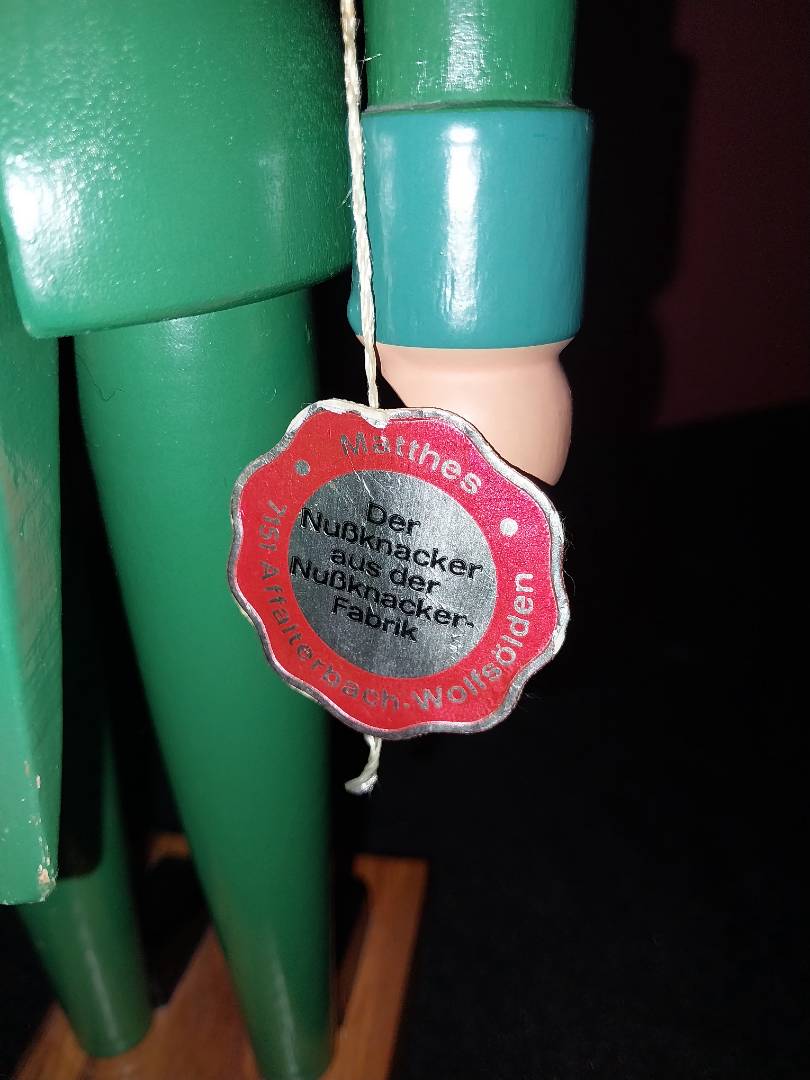 Matthes
Der
Nußknacker
aus der
Nußknacker-
Fabrik
7151 Affalterbach-Wolfsölden